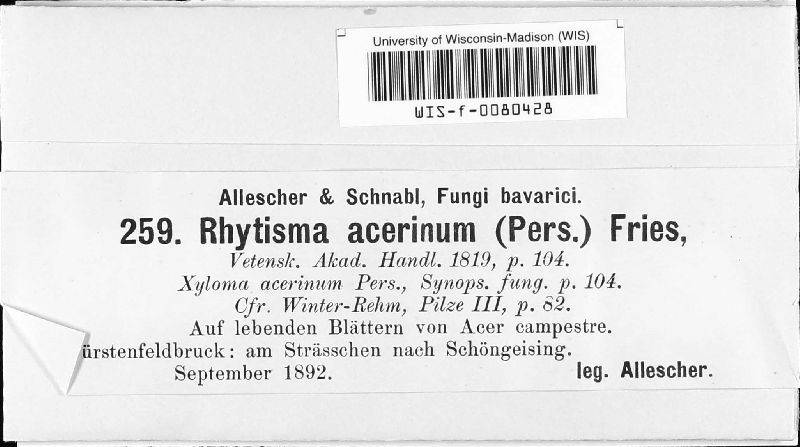 University of Wisconsin-Madison (WIS)
WIS-f-0080428
Allescher & Schnabl, Fungi bavarici.
259. Rhytisma acerinum (Pers.) Fries,
Vetensk. Akad. Handl. 1819, p. 104.
Xyloma acerinum Pers., Synops. fung. p. 104.
Cfr. Winter-Rehm, Pilze III, p. 82.
Auf lebenden Blättern von Acer campestre.
ürstenfeldbruck: am Strässchen nach Schöngeising.
September 1892. leg. Allescher.